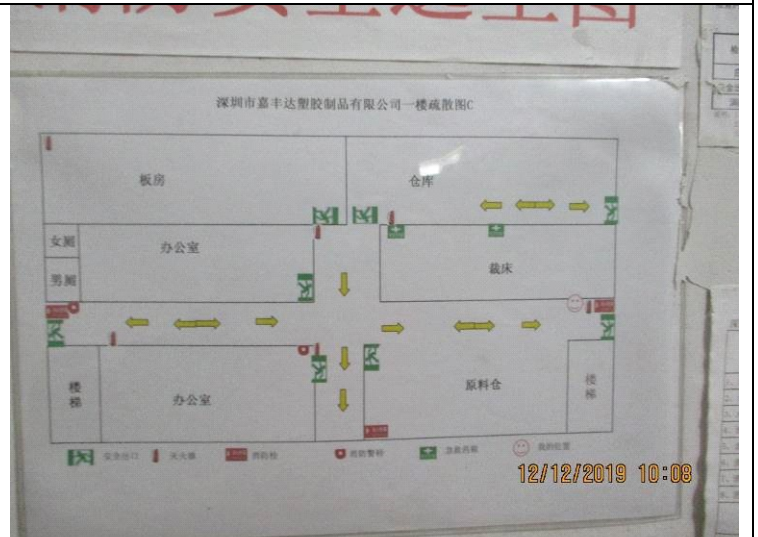 深圳市嘉丰达塑胶制品有限公司一楼疏散图C
板房
仓库
女厕
办公室
裁床
男厕
楼梯
办公室
原料仓
楼梯
安全出口
灭火器
消防栓
消防警铃
急救药箱
我的位置
12/12/2019 10:08